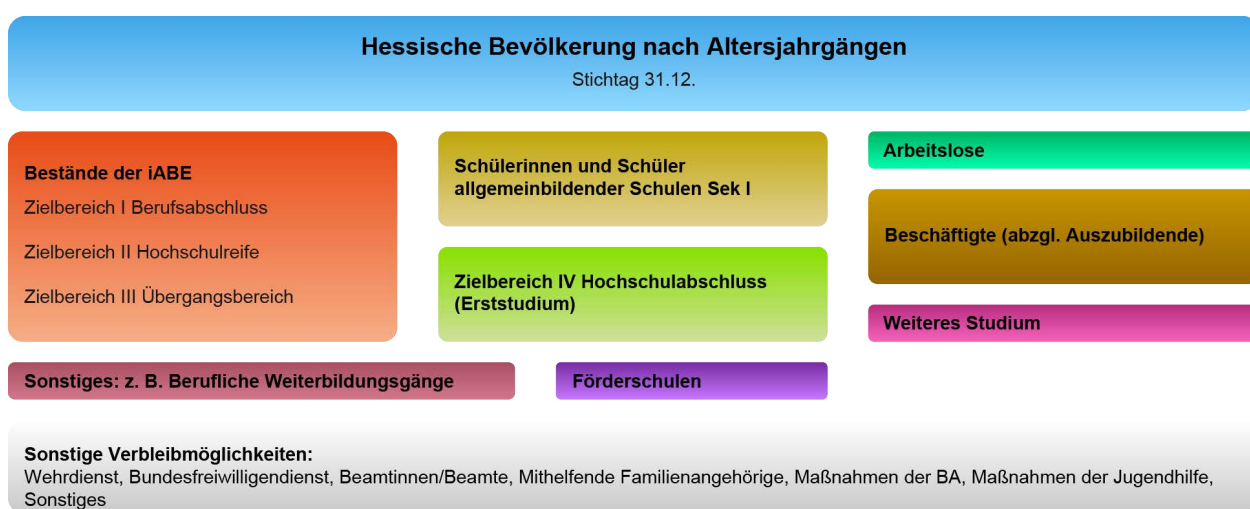 Hessische Bevölkerung nach Altersjahrgängen
Stichtag 31.12.
Bestände der iABE
Zielbereich I Berufsabschluss
Zielbereich II Hochschulreife
Zielbereich III Übergangsbereich
Schülerinnen und Schüler
allgemeinbildender Schulen Sek I
Zielbereich IV Hochschulabschluss
(Erststudium)
Arbeitslose
Beschäftigte (abzgl. Auszubildende)
Weiteres Studium
Sonstiges: z. B. Berufliche Weiterbildungsgänge
Förderschulen
Sonstige Verbleibmöglichkeiten:
Wehrdienst, Bundesfreiwilligendienst, Beamtinnen/Beamte, Mithelfende Familienangehörige, Maßnahmen der BA, Maßnahmen der Jugendhilfe,
Sonstiges